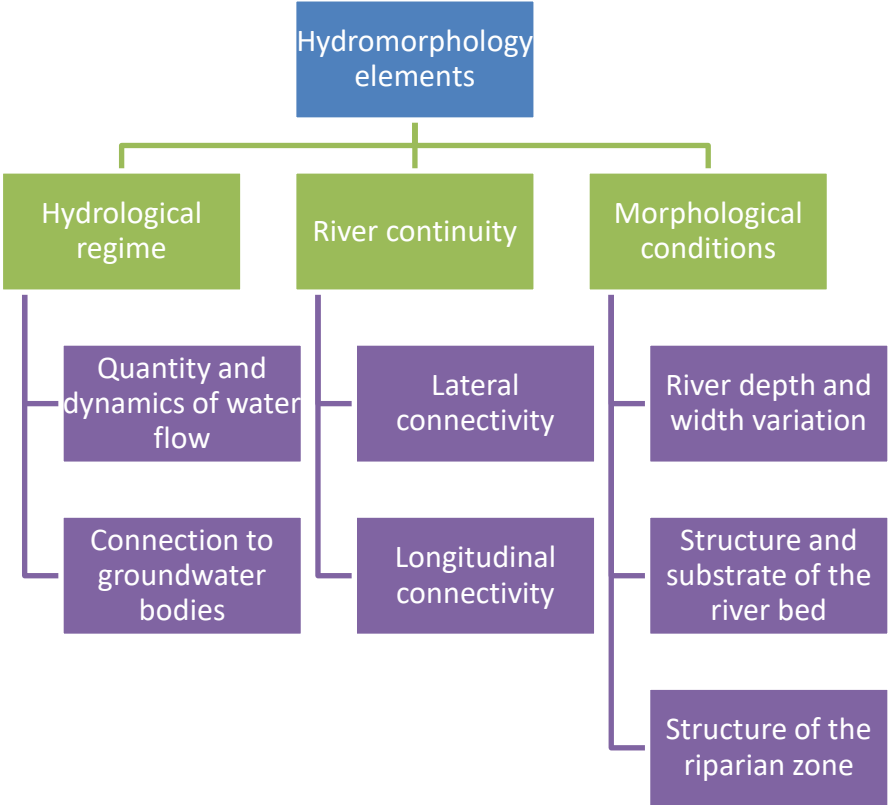 Hydromorphology
elements
Hydrological
regime
River continuity
Morphological
conditions
Quantity and
dynamics of water
flow
Lateral
connectivity
River depth and
width variation
Connection to
groundwater
bodies
Longitudinal
connectivity
Structure and
substrate of the
river bed
Structure of the
riparian zone